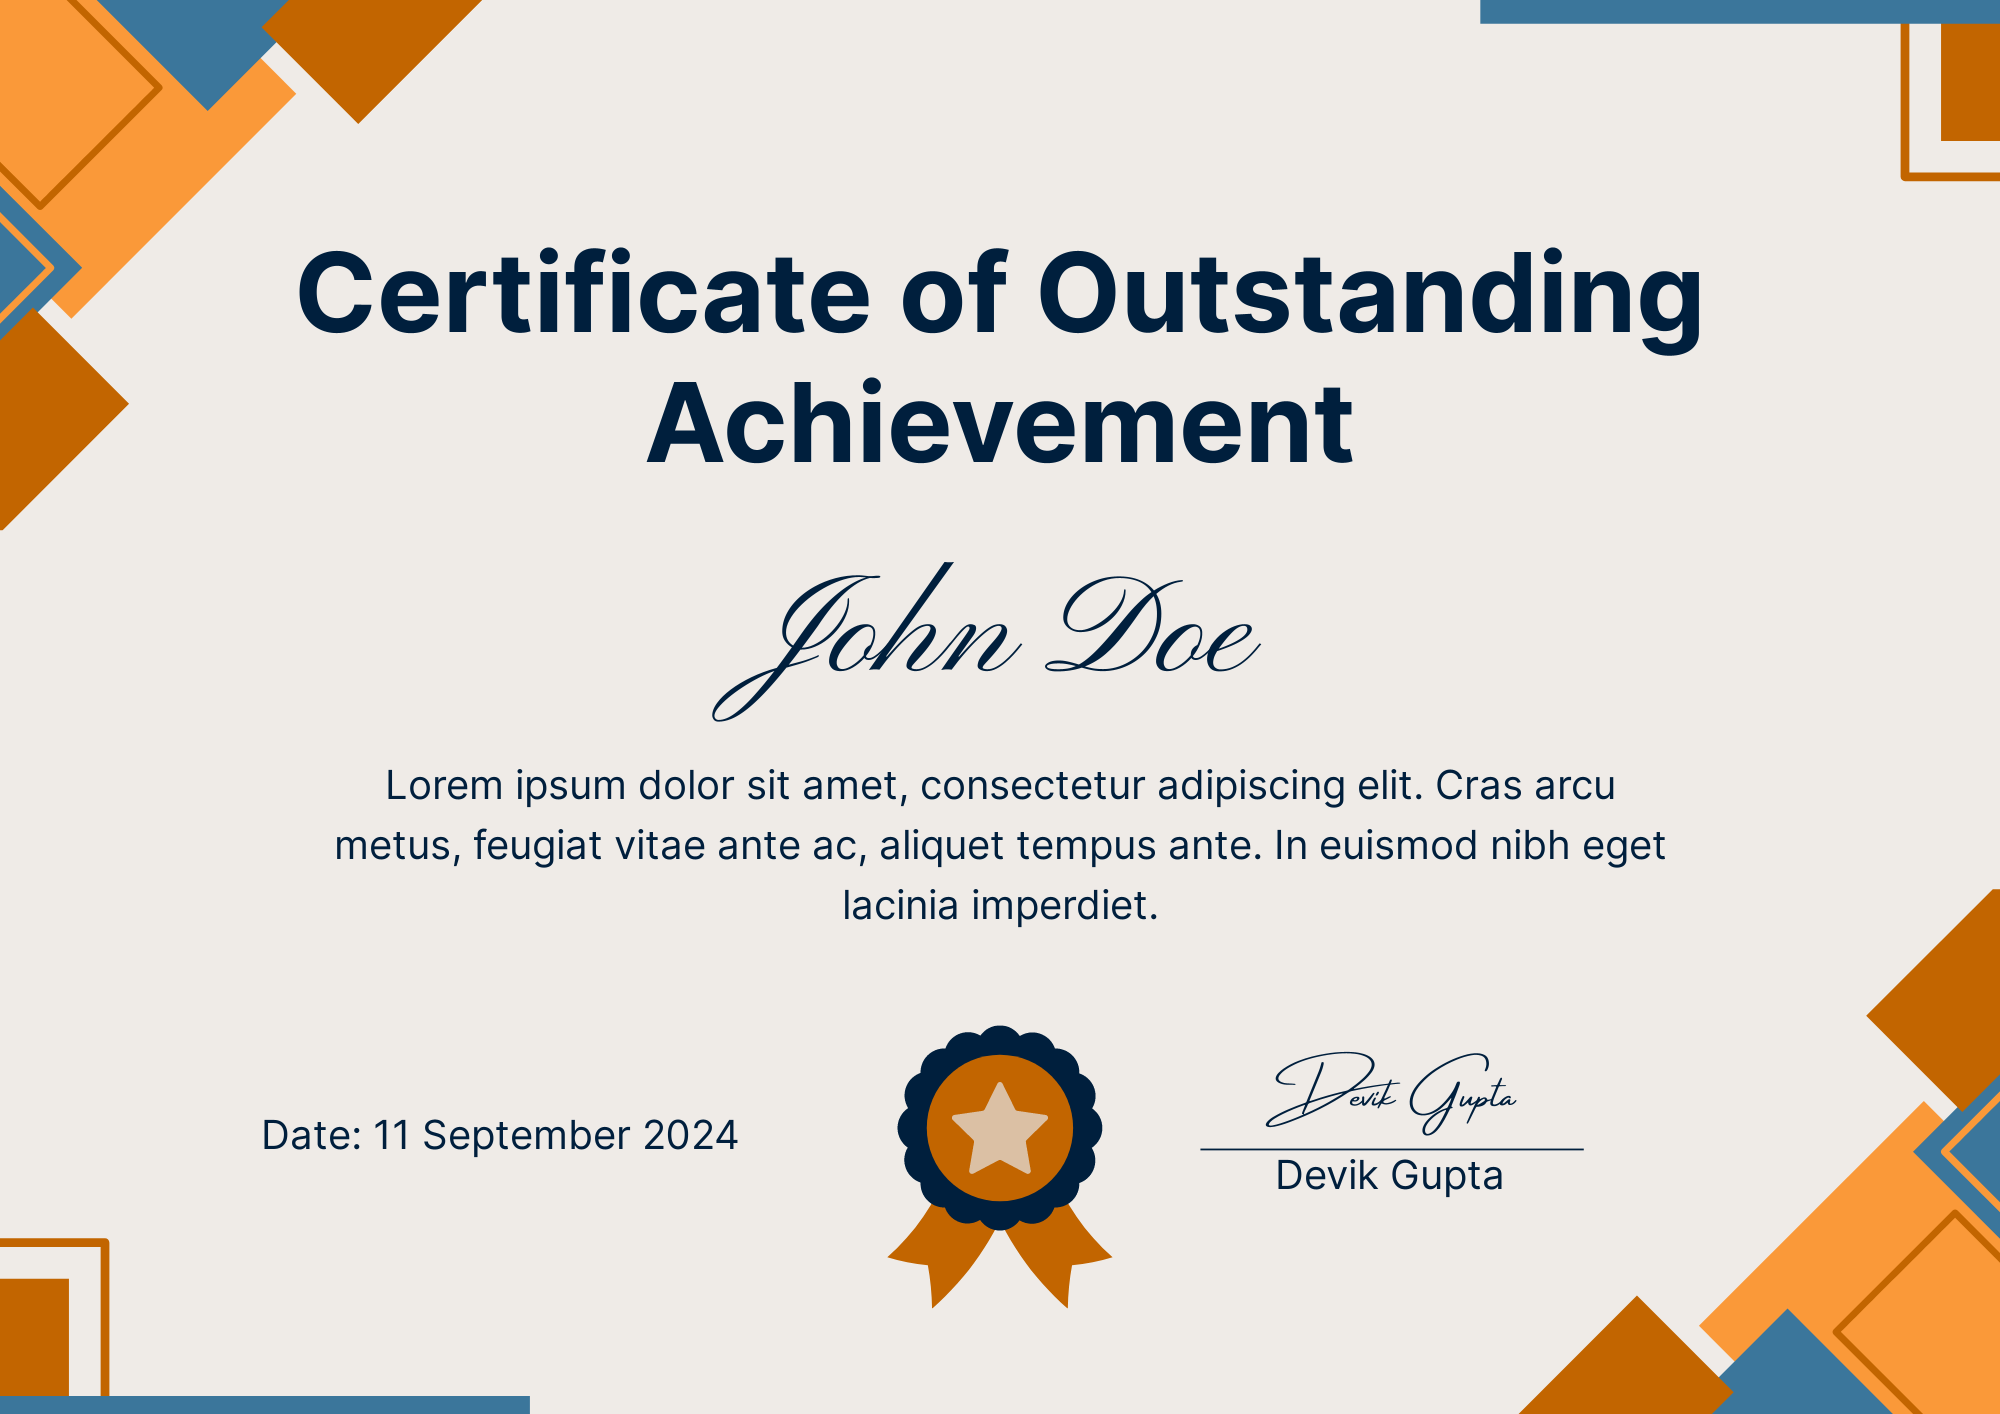 Certificate of Outstanding
Achievement
John Doe
Lorem ipsum dolor sit amet, consectetur adipiscing elit. Cras arcu
metus, feugiat vitae ante ac, aliquet tempus ante. In euismod nibh eget
lacinia imperdiet.
Date: 11 September 2024
Devik Gupta
Devik Gupta